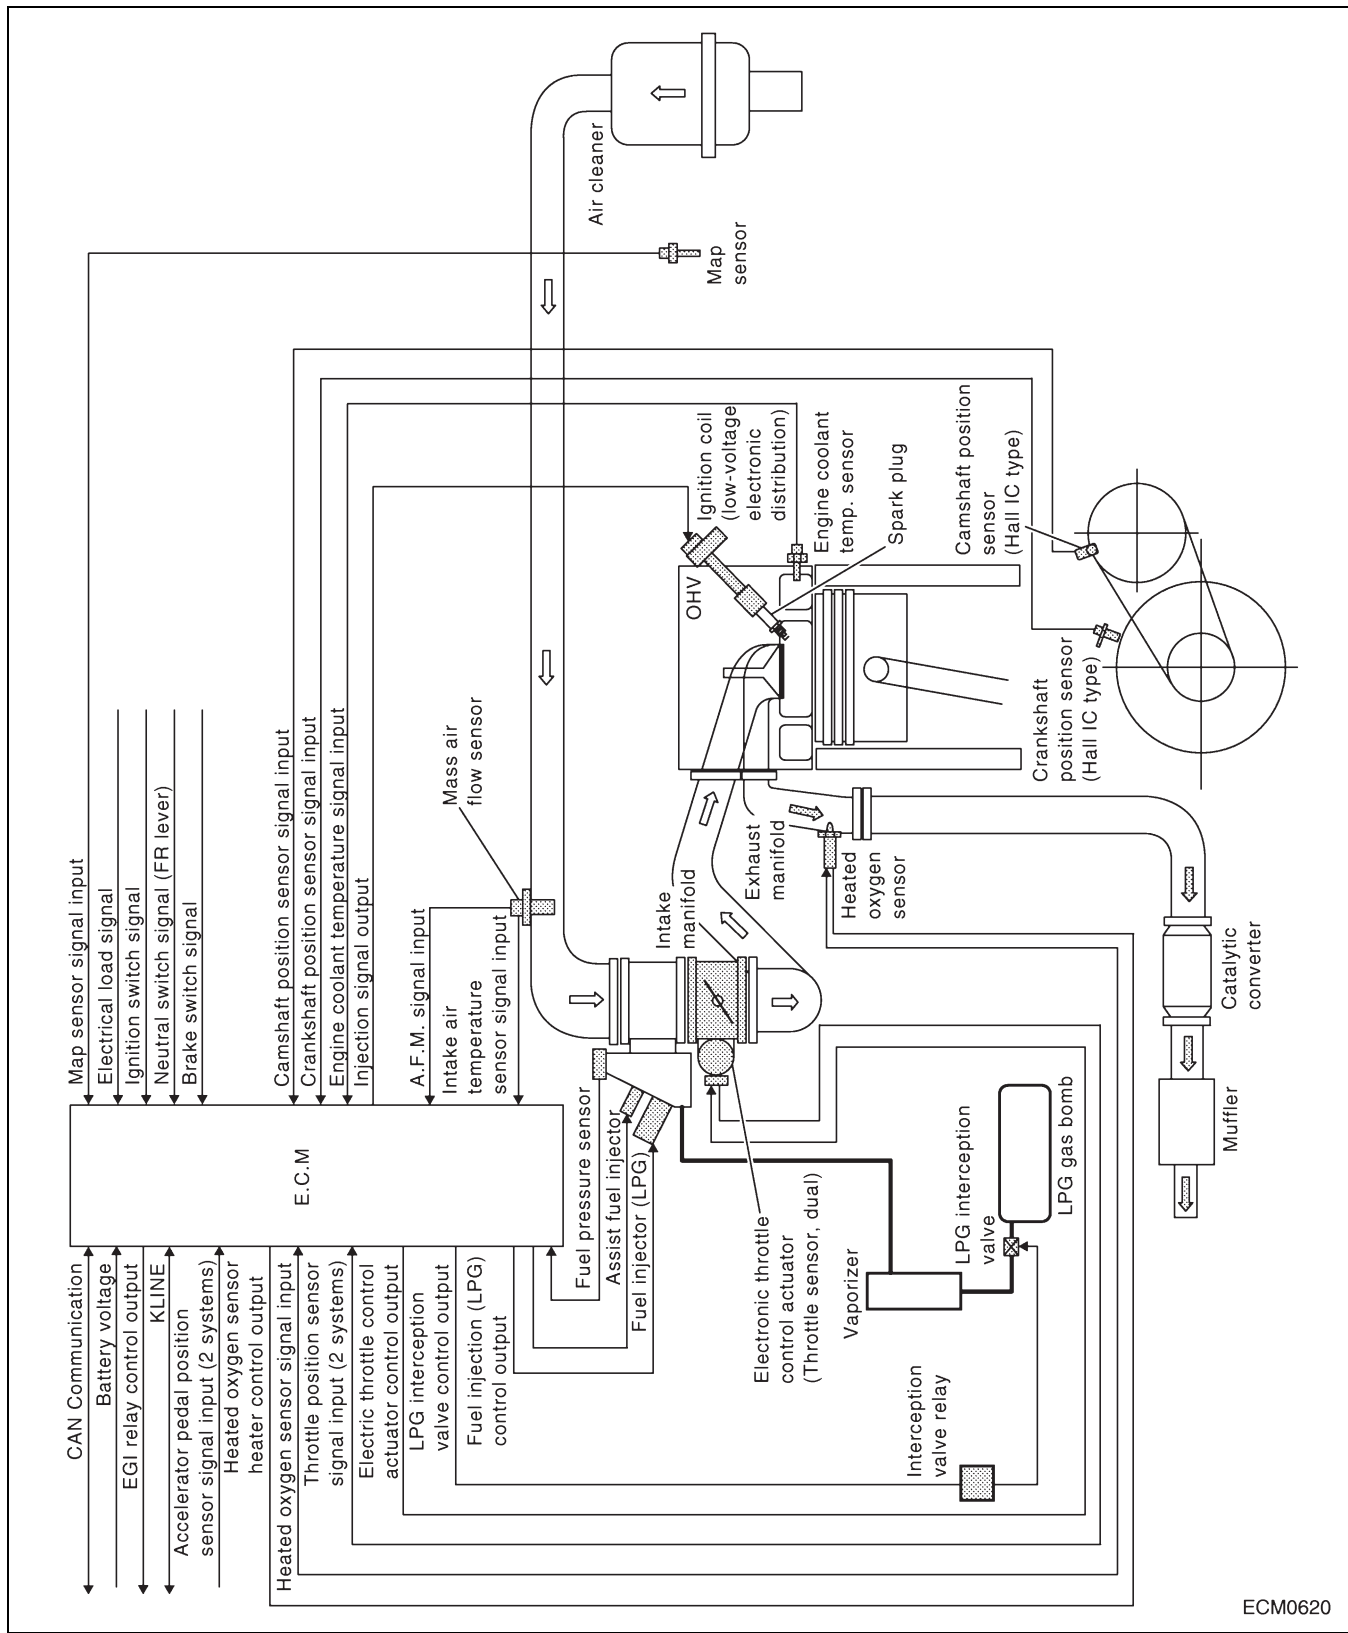 Air cleaner
Map
sensor
Ignition coil
(low-voltage
electronic
distribution)
Engine coolant
temp. sensor
Spark plug
Camshaft position
sensor
(Hall IC type)
OHV
Crankshaft
position sensor
(Hall IC type)
Mass air
flow sensor
Map sensor signal input
Electrical load signal
Ignition switch signal
Neutral switch signal (FR lever)
Brake switch signal
Camshaft position sensor signal input
Crankshaft position sensor signal input
Engine coolant temperature signal input
Injection signal output
A.F.M. signal input
Intake air
temperature
sensor signal input
Intake
manifold
Exhaust
manifold
Heated
oxygen
sensor
Catalytic
converter
Muffler
E.C.M
Fuel pressure sensor
Assist fuel injector
Fuel injector (LPG)
Electronic throttle
control actuator
(Throttle sensor, dual)
Vaporizer
LPG interception
valve
LPG gas bomb
Interception
valve relay
CAN Communication
Battery voltage
EGI relay control output
KLINE
Accelerator pedal position
sensor signal input (2 systems)
Heated oxygen sensor
heater control output
Heated oxygen sensor signal input
Throttle position sensor
signal input (2 systems)
Electric throttle control
actuator control output
LPG interception
valve control output
Fuel injection (LPG)
control output
ECM0620